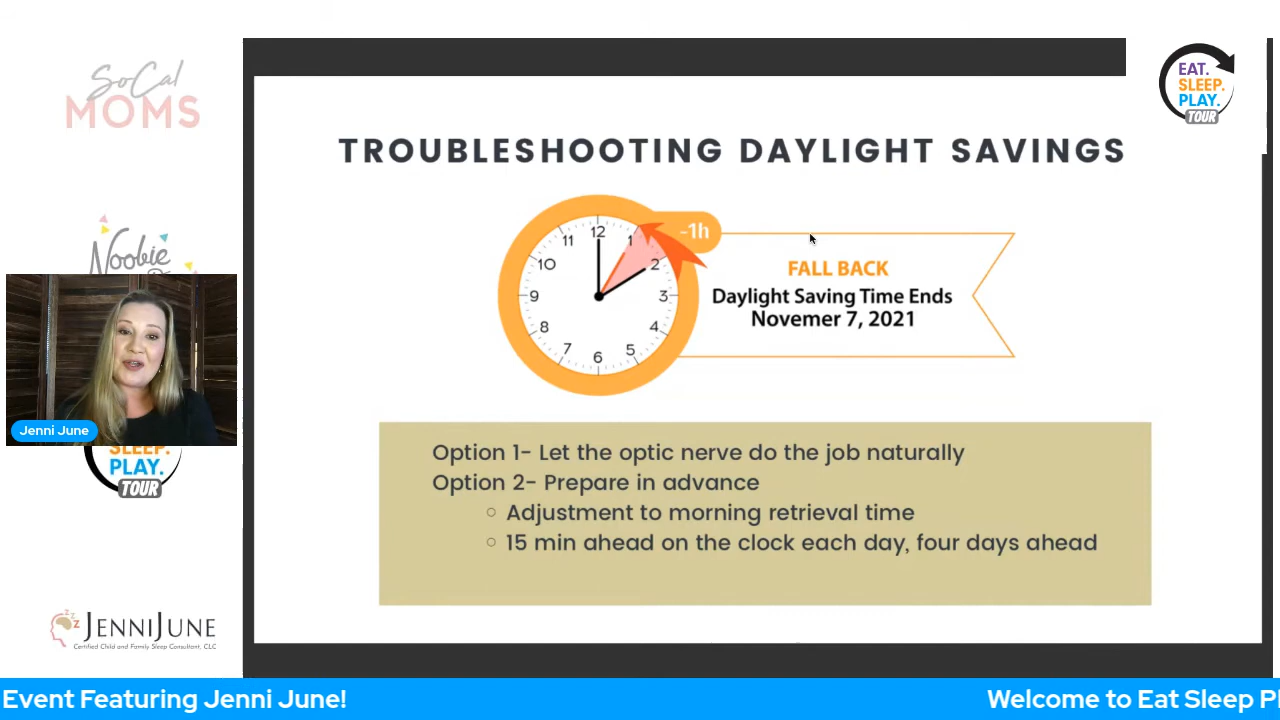 SoCal
MOMS
EAT.
SLEEP.
PLAY.
TOUR
TROUBLESHOOTING DAYLIGHT SAVINGS
12
1
2
3
4
5
6
7
8
9
10
11
-1h
FALL BACK
Daylight Saving Time Ends
Novemer 7, 2021
Noobie
Jenni June
SLEEP.
PLAY.
TOUR
Option 1- Let the optic nerve do the job naturally
Option 2- Prepare in advance
○ Adjustment to morning retrieval time
○ 15 min ahead on the clock each day, four days ahead
z
z
z
JENNIJUNE
Certified Child and Family Sleep Consultant, CLC
Event Featuring Jenni June!
Welcome to Eat Sleep Pl